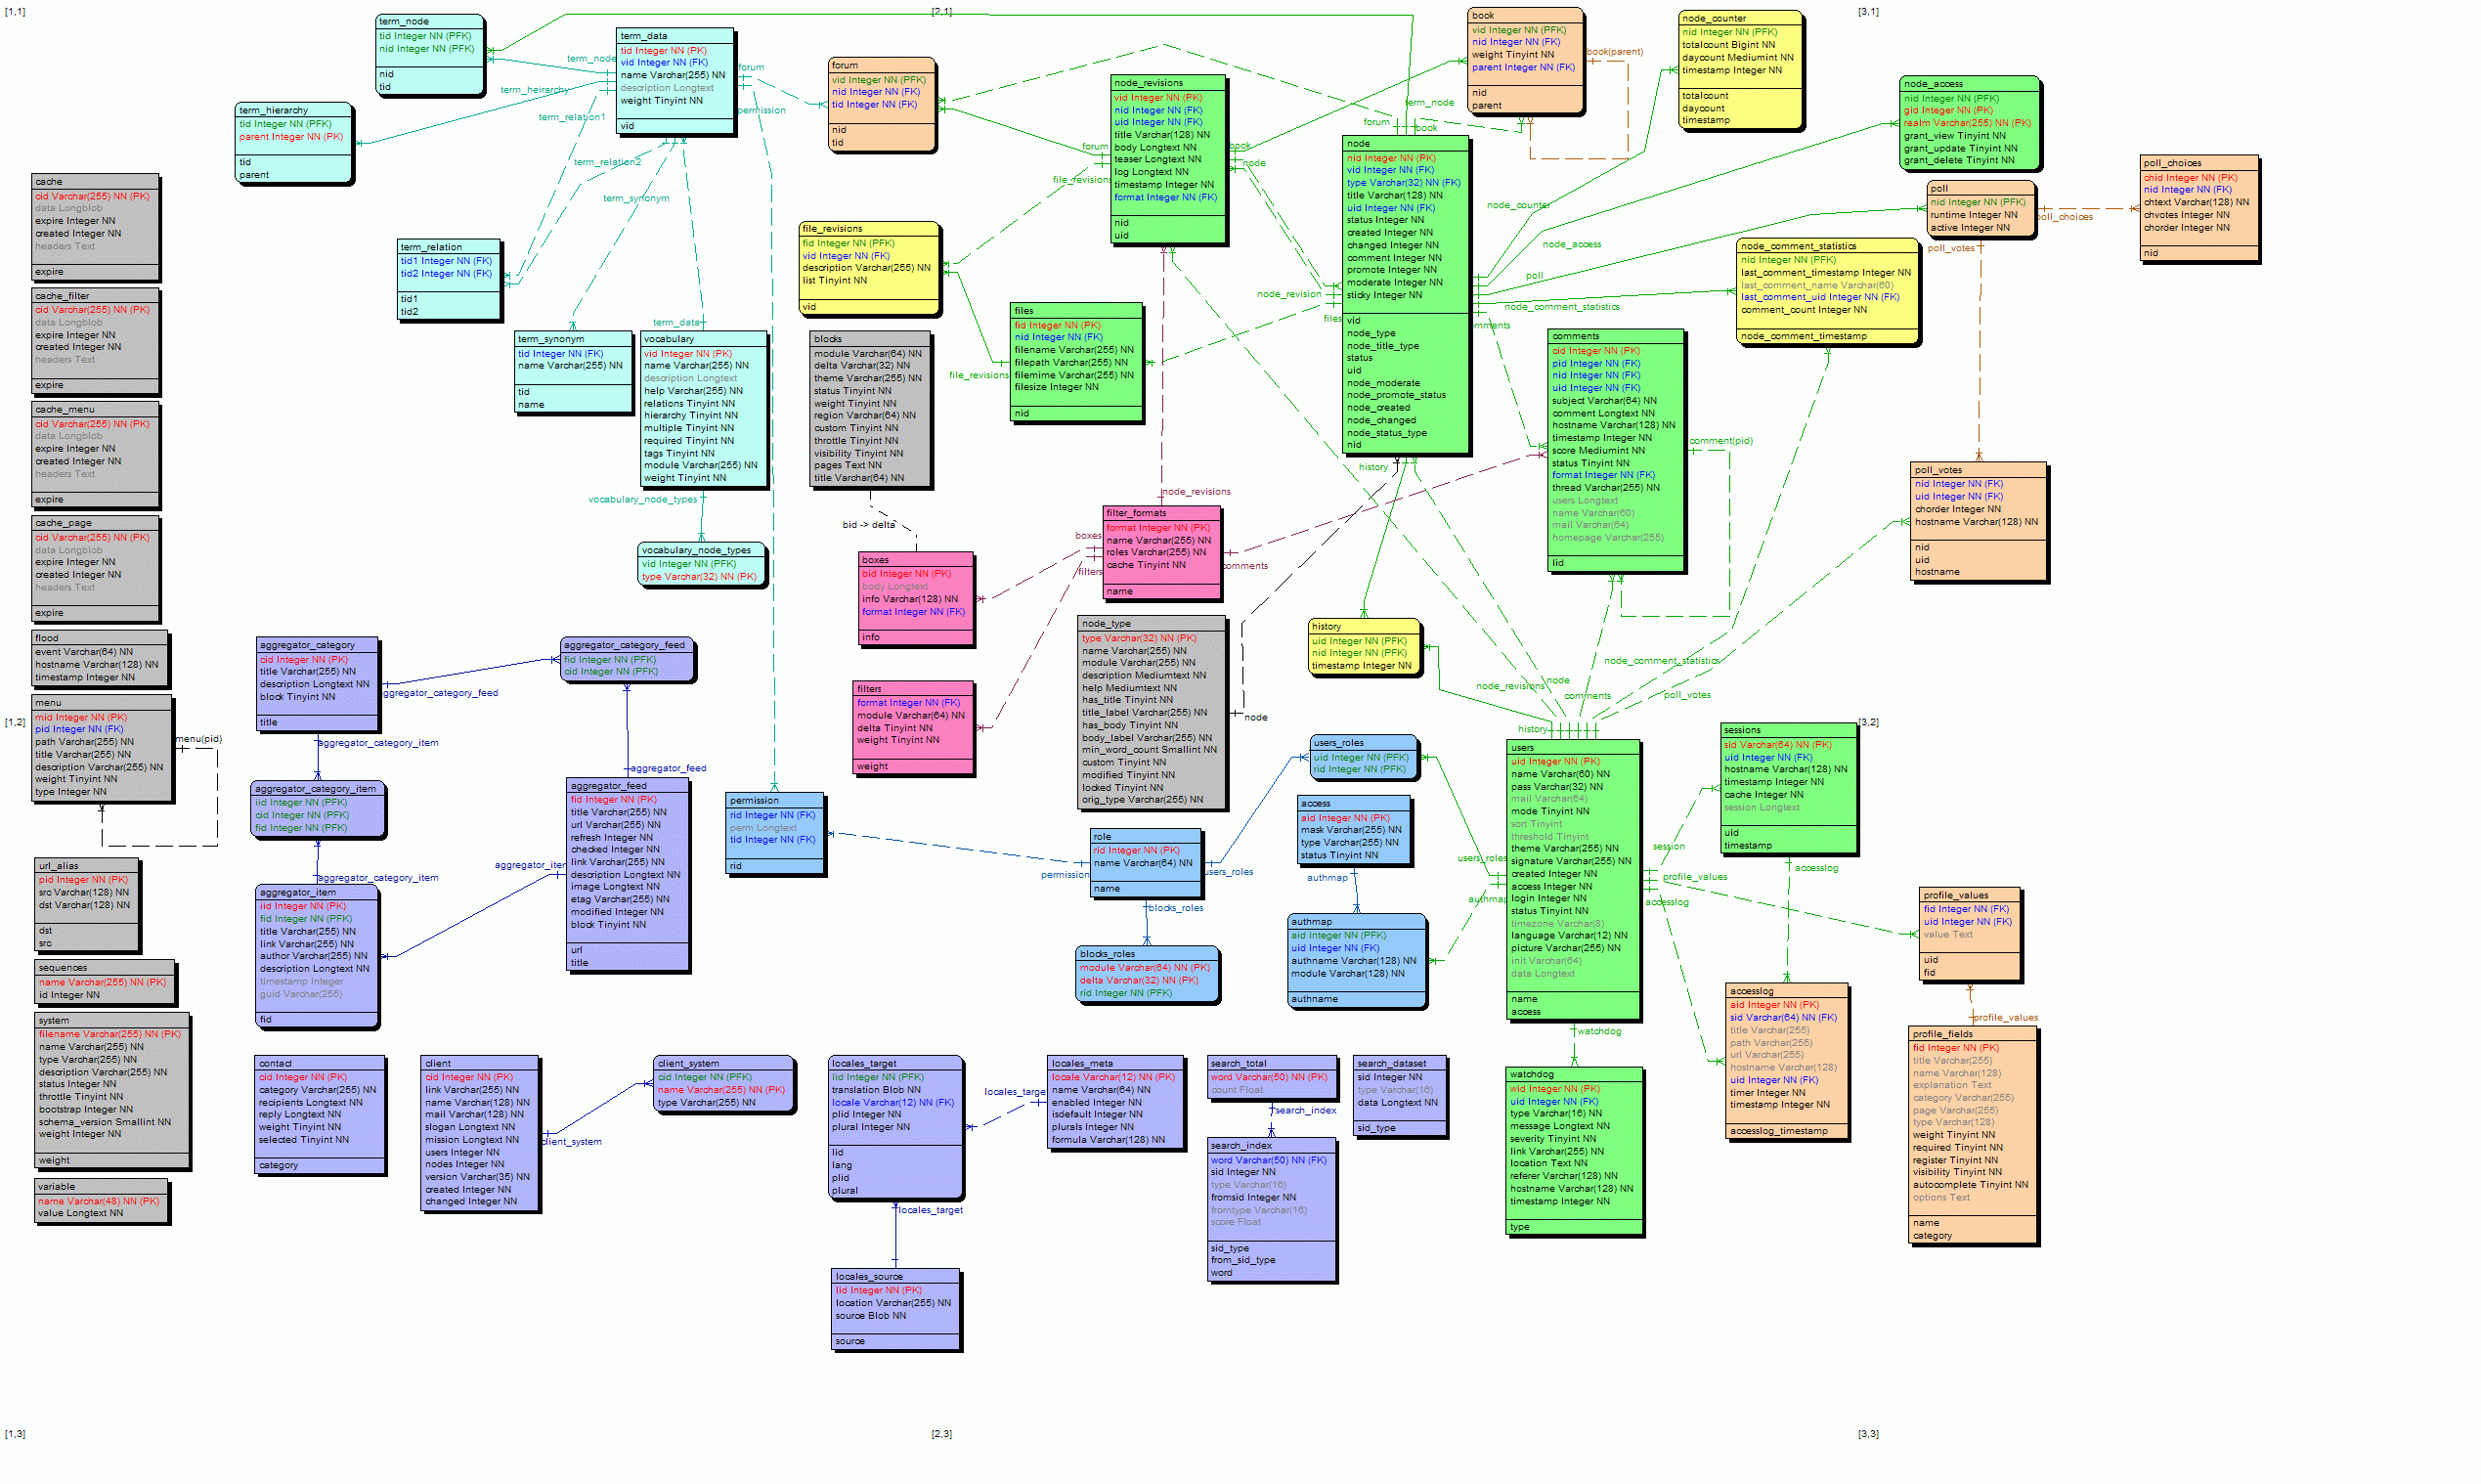 [1,1]
[2,1]
[3,1]
term_node
tid Integer NN (PFK)
nid Integer NN (PFK)
nid
tid
term_data
tid Integer NN (PK)
vid Integer NN (FK)
name Varchar(255) NN
description Longtext
weight Tinyint NN
vid
term_hierarchy
tid Integer NN (PFK)
parent Integer NN (PK)
tid
parent
term_node
term_heirarchy
term_relation1
term_relation2
term_synonym
term_data
forum
permission
forum
vid Integer NN (PFK)
nid Integer NN (FK)
tid Integer NN (FK)
nid
tid
node_revisions
vid Integer NN (PK)
nid Integer NN (FK)
uid Integer NN (FK)
title Varchar(128) NN
body Longtext NN
teaser Longtext NN
log Longtext NN
timestamp Integer NN
format Integer NN (FK)
nid
uid
forum
file_revisions
book
node
book
vid Integer NN (PFK)
nid Integer NN (FK)
weight Tinyint NN
parent Integer NN (FK)
nid
parent
book(parent)
term_node
forum
book
node_counter
nid Integer NN (PFK)
totalcount Bigint NN
daycount Mediumint NN
timestamp Integer NN
totalcount
daycount
timestamp
node_access
nid Integer NN (PFK)
gid Integer NN (PK)
realm Varchar(255) NN (PK)
grant_view Tinyint NN
grant_update Tinyint NN
grant_delete Tinyint NN
poll_choices
chid Integer NN (PK)
nid Integer NN (FK)
chtext Varchar(128) NN
chvotes Integer NN
chorder Integer NN
nid
poll
nid Integer NN (PFK)
runtime Integer NN
active Integer NN
poll_choices
poll_votes
node
nid Integer NN (PK)
vid Integer NN (FK)
type Varchar(32) NN (FK)
title Varchar(128) NN
uid Integer NN (FK)
status Integer NN
created Integer NN
changed Integer NN
comment Integer NN
promote Integer NN
moderate Integer NN
sticky Integer NN
vid
node_type
node_title_type
status
uid
node_moderate
node_promote_status
node_created
node_changed
node_status_type
nid
node_counter
node_access
poll
node_comment_statistics
comments
node_revision
files
history
node_comment_statistics
nid Integer NN (PFK)
last_comment_timestamp Integer NN
last_comment_name Varchar(60)
last_comment_uid Integer NN (FK)
comment_count Integer NN
node_comment_timestamp
cache
cid Varchar(255) NN (PK)
data Longblob
expire Integer NN
created Integer NN
headers Text
expire
cache_filter
cid Varchar(255) NN (PK)
data Longblob
expire Integer NN
created Integer NN
headers Text
expire
cache_menu
cid Varchar(255) NN (PK)
data Longblob
expire Integer NN
created Integer NN
headers Text
expire
cache_page
cid Varchar(255) NN (PK)
data Longblob
expire Integer NN
created Integer NN
headers Text
expire
flood
event Varchar(64) NN
hostname Varchar(128) NN
timestamp Integer NN
term_relation
tid1 Integer NN (FK)
tid2 Integer NN (FK)
tid1
tid2
term_synonym
tid Integer NN (FK)
name Varchar(255) NN
tid
name
vocabulary
vid Integer NN (PK)
name Varchar(255) NN
description Longtext
help Varchar(255) NN
relations Tinyint NN
hierarchy Tinyint NN
multiple Tinyint NN
required Tinyint NN
tags Tinyint NN
module Varchar(255) NN
weight Tinyint NN
vocabulary_node_types
vocabulary_node_types
vid Integer NN (PFK)
type Varchar(32) NN (PK)
file_revisions
fid Integer NN (PFK)
vid Integer NN (FK)
description Varchar(255) NN
list Tinyint NN
vid
files
fid Integer NN (PK)
nid Integer NN (FK)
filename Varchar(255) NN
filepath Varchar(255) NN
filemime Varchar(255) NN
filesize Integer NN
nid
file_revisions
blocks
module Varchar(64) NN
delta Varchar(32) NN
theme Varchar(255) NN
status Tinyint NN
weight Tinyint NN
region Varchar(64) NN
custom Tinyint NN
throttle Tinyint NN
visibility Tinyint NN
pages Text NN
title Varchar(64) NN
bid -> delta
boxes
bid Integer NN (PK)
body Longtext
info Varchar(128) NN
format Integer NN (FK)
info
filter_formats
format Integer NN (PK)
name Varchar(255) NN
roles Varchar(255) NN
cache Tinyint NN
name
node_revisions
boxes
filters
comments
filters
format Integer NN (FK)
module Varchar(64) NN
delta Tinyint NN
weight Tinyint NN
weight
node_type
type Varchar(32) NN (PK)
name Varchar(255) NN
module Varchar(255) NN
description Mediumtext NN
help Mediumtext NN
has_title Tinyint NN
title_label Varchar(255) NN
has_body Tinyint NN
body_label Varchar(255) NN
min_word_count Smallint NN
custom Tinyint NN
modified Tinyint NN
locked Tinyint NN
orig_type Varchar(255) NN
node
comments
cid Integer NN (PK)
pid Integer NN (FK)
nid Integer NN (FK)
uid Integer NN (FK)
subject Varchar(64) NN
comment Longtext NN
hostname Varchar(128) NN
timestamp Integer NN
score Mediumint NN
status Tinyint NN
format Integer NN (FK)
thread Varchar(255) NN
users Longtext
name Varchar(60)
mail Varchar(64)
homepage Varchar(255)
lid
comment(pid)
poll_votes
nid Integer NN (FK)
uid Integer NN (FK)
chorder Integer NN
hostname Varchar(128) NN
nid
uid
hostname
history
uid Integer NN (PFK)
nid Integer NN (PFK)
timestamp Integer NN
node_comment_statistics
node_revisions
node
comments
poll_votes
history
[1,2]
[3,2]
menu
mid Integer NN (PK)
pid Integer NN (FK)
path Varchar(255) NN
title Varchar(255) NN
description Varchar(255) NN
weight Tinyint NN
type Integer NN
menu(pid)
url_alias
pid Integer NN (PK)
src Varchar(128) NN
dst Varchar(128) NN
dst
src
sequences
name Varchar(255) NN (PK)
id Integer NN
system
filename Varchar(255) NN (PK)
name Varchar(255) NN
type Varchar(255) NN
description Varchar(255) NN
status Integer NN
throttle Tinyint NN
bootstrap Integer NN
schema_version Smallint NN
weight Integer NN
weight
variable
name Varchar(48) NN (PK)
value Longtext NN
aggregator_category
cid Integer NN (PK)
title Varchar(255) NN
description Longtext NN
block Tinyint NN
title
aggregator_category_feed
aggregator_category_item
aggregator_category_feed
fid Integer NN (PFK)
cid Integer NN (PFK)
aggregator_feed
aggregator_category_item
iid Integer NN (PFK)
cid Integer NN (PFK)
fid Integer NN (PFK)
aggregator_category_item
aggregator_item
iid Integer NN (PK)
fid Integer NN (PFK)
title Varchar(255) NN
link Varchar(255) NN
author Varchar(255) NN
description Longtext NN
timestamp Integer
guid Varchar(255)
fid
aggregator_item
aggregator_feed
fid Integer NN (PK)
title Varchar(255) NN
url Varchar(255) NN
refresh Integer NN
checked Integer NN
link Varchar(255) NN
description Longtext NN
image Longtext NN
etag Varchar(255) NN
modified Integer NN
block Tinyint NN
url
title
permission
rid Integer NN (FK)
perm Longtext
tid Integer NN (FK)
rid
role
rid Integer NN (PK)
name Varchar(64) NN
name
permission
users_roles
blocks_roles
blocks_roles
module Varchar(64) NN (PK)
delta Varchar(32) NN (PK)
rid Integer NN (PFK)
users_roles
uid Integer NN (PFK)
rid Integer NN (PFK)
access
aid Integer NN (PK)
mask Varchar(255) NN
type Varchar(255) NN
status Tinyint NN
authmap
authmap
aid Integer NN (PFK)
uid Integer NN (FK)
authname Varchar(128) NN
module Varchar(128) NN
authname
users_roles
authmap
users
uid Integer NN (PK)
name Varchar(60) NN
pass Varchar(32) NN
mail Varchar(64)
mode Tinyint NN
sort Tinyint
threshold Tinyint
theme Varchar(255) NN
signature Varchar(255) NN
created Integer NN
access Integer NN
login Integer NN
status Tinyint NN
timezone Varchar(8)
language Varchar(12) NN
picture Varchar(255) NN
init Varchar(64)
data Longtext
name
access
session
profile_values
accesslog
watchdog
sessions
sid Varchar(64) NN (PK)
uid Integer NN (FK)
hostname Varchar(128) NN
timestamp Integer NN
cache Integer NN
session Longtext
uid
timestamp
accesslog
profile_values
fid Integer NN (FK)
uid Integer NN (FK)
value Text
uid
fid
profile_values
accesslog
aid Integer NN (PK)
sid Varchar(64) NN (FK)
title Varchar(255)
path Varchar(255)
url Varchar(255)
hostname Varchar(128)
uid Integer NN (FK)
timer Integer NN
timestamp Integer NN
accesslog_timestamp
profile_fields
fid Integer NN (PK)
title Varchar(255)
name Varchar(128)
explanation Text
category Varchar(255)
page Varchar(255)
type Varchar(128)
weight Tinyint NN
required Tinyint NN
register Tinyint NN
visibility Tinyint NN
autocomplete Tinyint NN
options Text
name
category
contact
cid Integer NN (PK)
category Varchar(255) NN
recipients Longtext NN
reply Longtext NN
weight Tinyint NN
selected Tinyint NN
category
client
cid Integer NN (PK)
link Varchar(255) NN
name Varchar(128) NN
mail Varchar(128) NN
slogan Longtext NN
mission Longtext NN
users Integer NN
nodes Integer NN
version Varchar(35) NN
created Integer NN
changed Integer NN
client_system
client_system
cid Integer NN (PFK)
name Varchar(255) NN (PK)
type Varchar(255) NN
locales_target
lid Integer NN (PFK)
translation Blob NN
locale Varchar(12) NN (FK)
plid Integer NN
plural Integer NN
lid
lang
plid
plural
locales_target
locales_target
locales_meta
locale Varchar(12) NN (PK)
name Varchar(64) NN
enabled Integer NN
isdefault Integer NN
plurals Integer NN
formula Varchar(128) NN
locales_source
lid Integer NN (PK)
location Varchar(255) NN
source Blob NN
source
search_total
word Varchar(50) NN (PK)
count Float
search_index
search_index
word Varchar(50) NN (FK)
sid Integer NN
type Varchar(16)
fromsid Integer NN
fromtype Varchar(16)
score Float
sid_type
from_sid_type
word
search_dataset
sid Integer NN
type Varchar(16)
data Longtext NN
sid_type
watchdog
wid Integer NN (PK)
uid Integer NN (FK)
type Varchar(16) NN
message Longtext NN
severity Tinyint NN
link Varchar(255) NN
location Text NN
referer Varchar(128) NN
hostname Varchar(128) NN
timestamp Integer NN
type
[1,3]
[2,3]
[3,3]